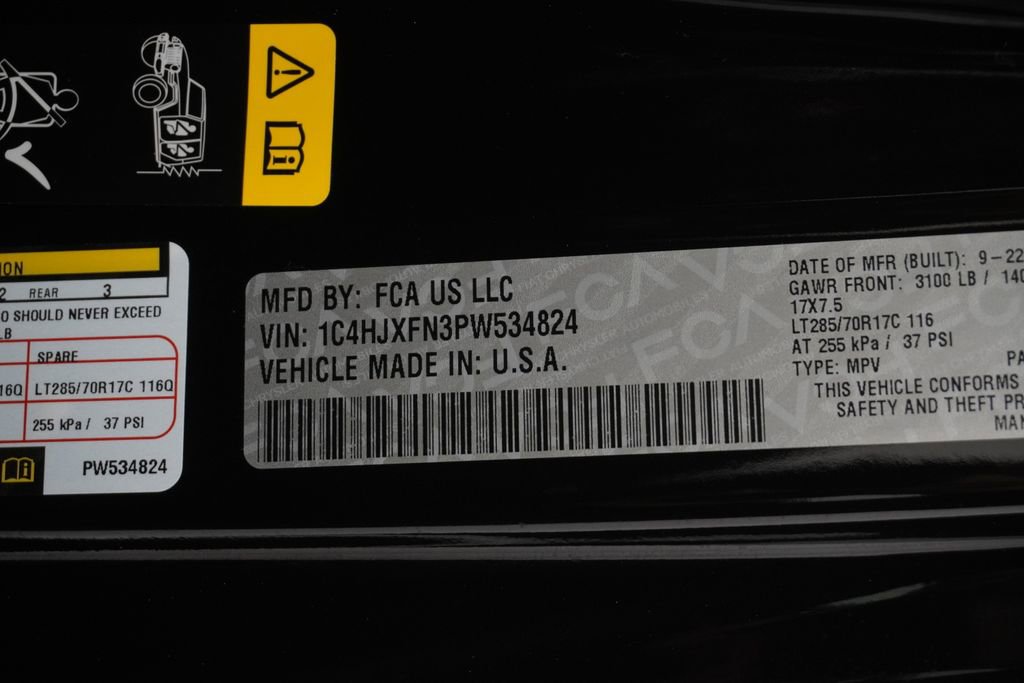 ION
2 REAR 3
O SHOULD NEVER EXCEED
LB
SPARE
16Q LT285/70R17C 116Q
255 kPa / 37 PSI
PW534824
MFD BY: FCA US LLC
VIN: 1C4HJXFN3PW534824
VEHICLE MADE IN: U.S.A.
DATE OF MFR (BUILT): 9-22
GAWR FRONT: 3100 LB / 140
17X7.5
LT285/70R17C 116
AT 255 kPa / 37 PSI
TYPE: MPV PA
THIS VEHICLE CONFORMS
SAFETY AND THEFT PR
MAN